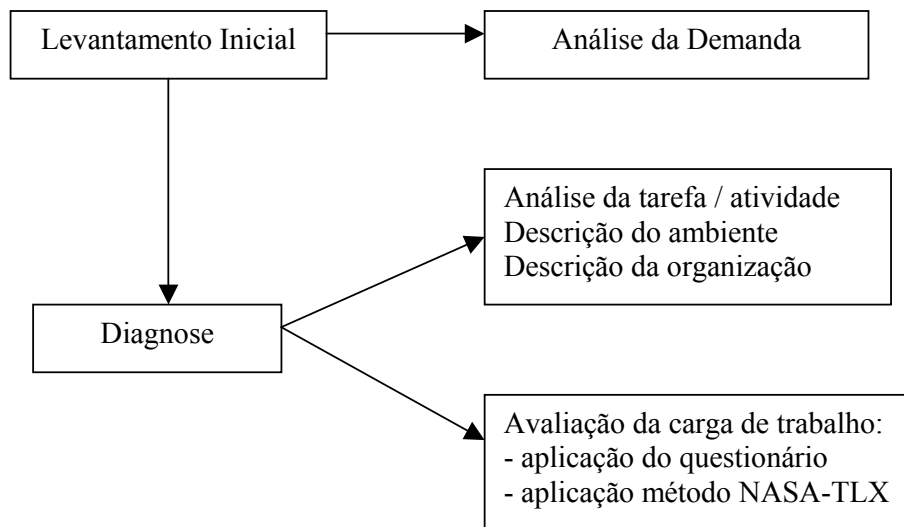 Levantamento Inicial
Análise da Demanda
Análise da tarefa / atividade
Descrição do ambiente
Descrição da organização
Diagnose
Avaliação da carga de trabalho:
- aplicação do questionário
- aplicação método NASA-TLX